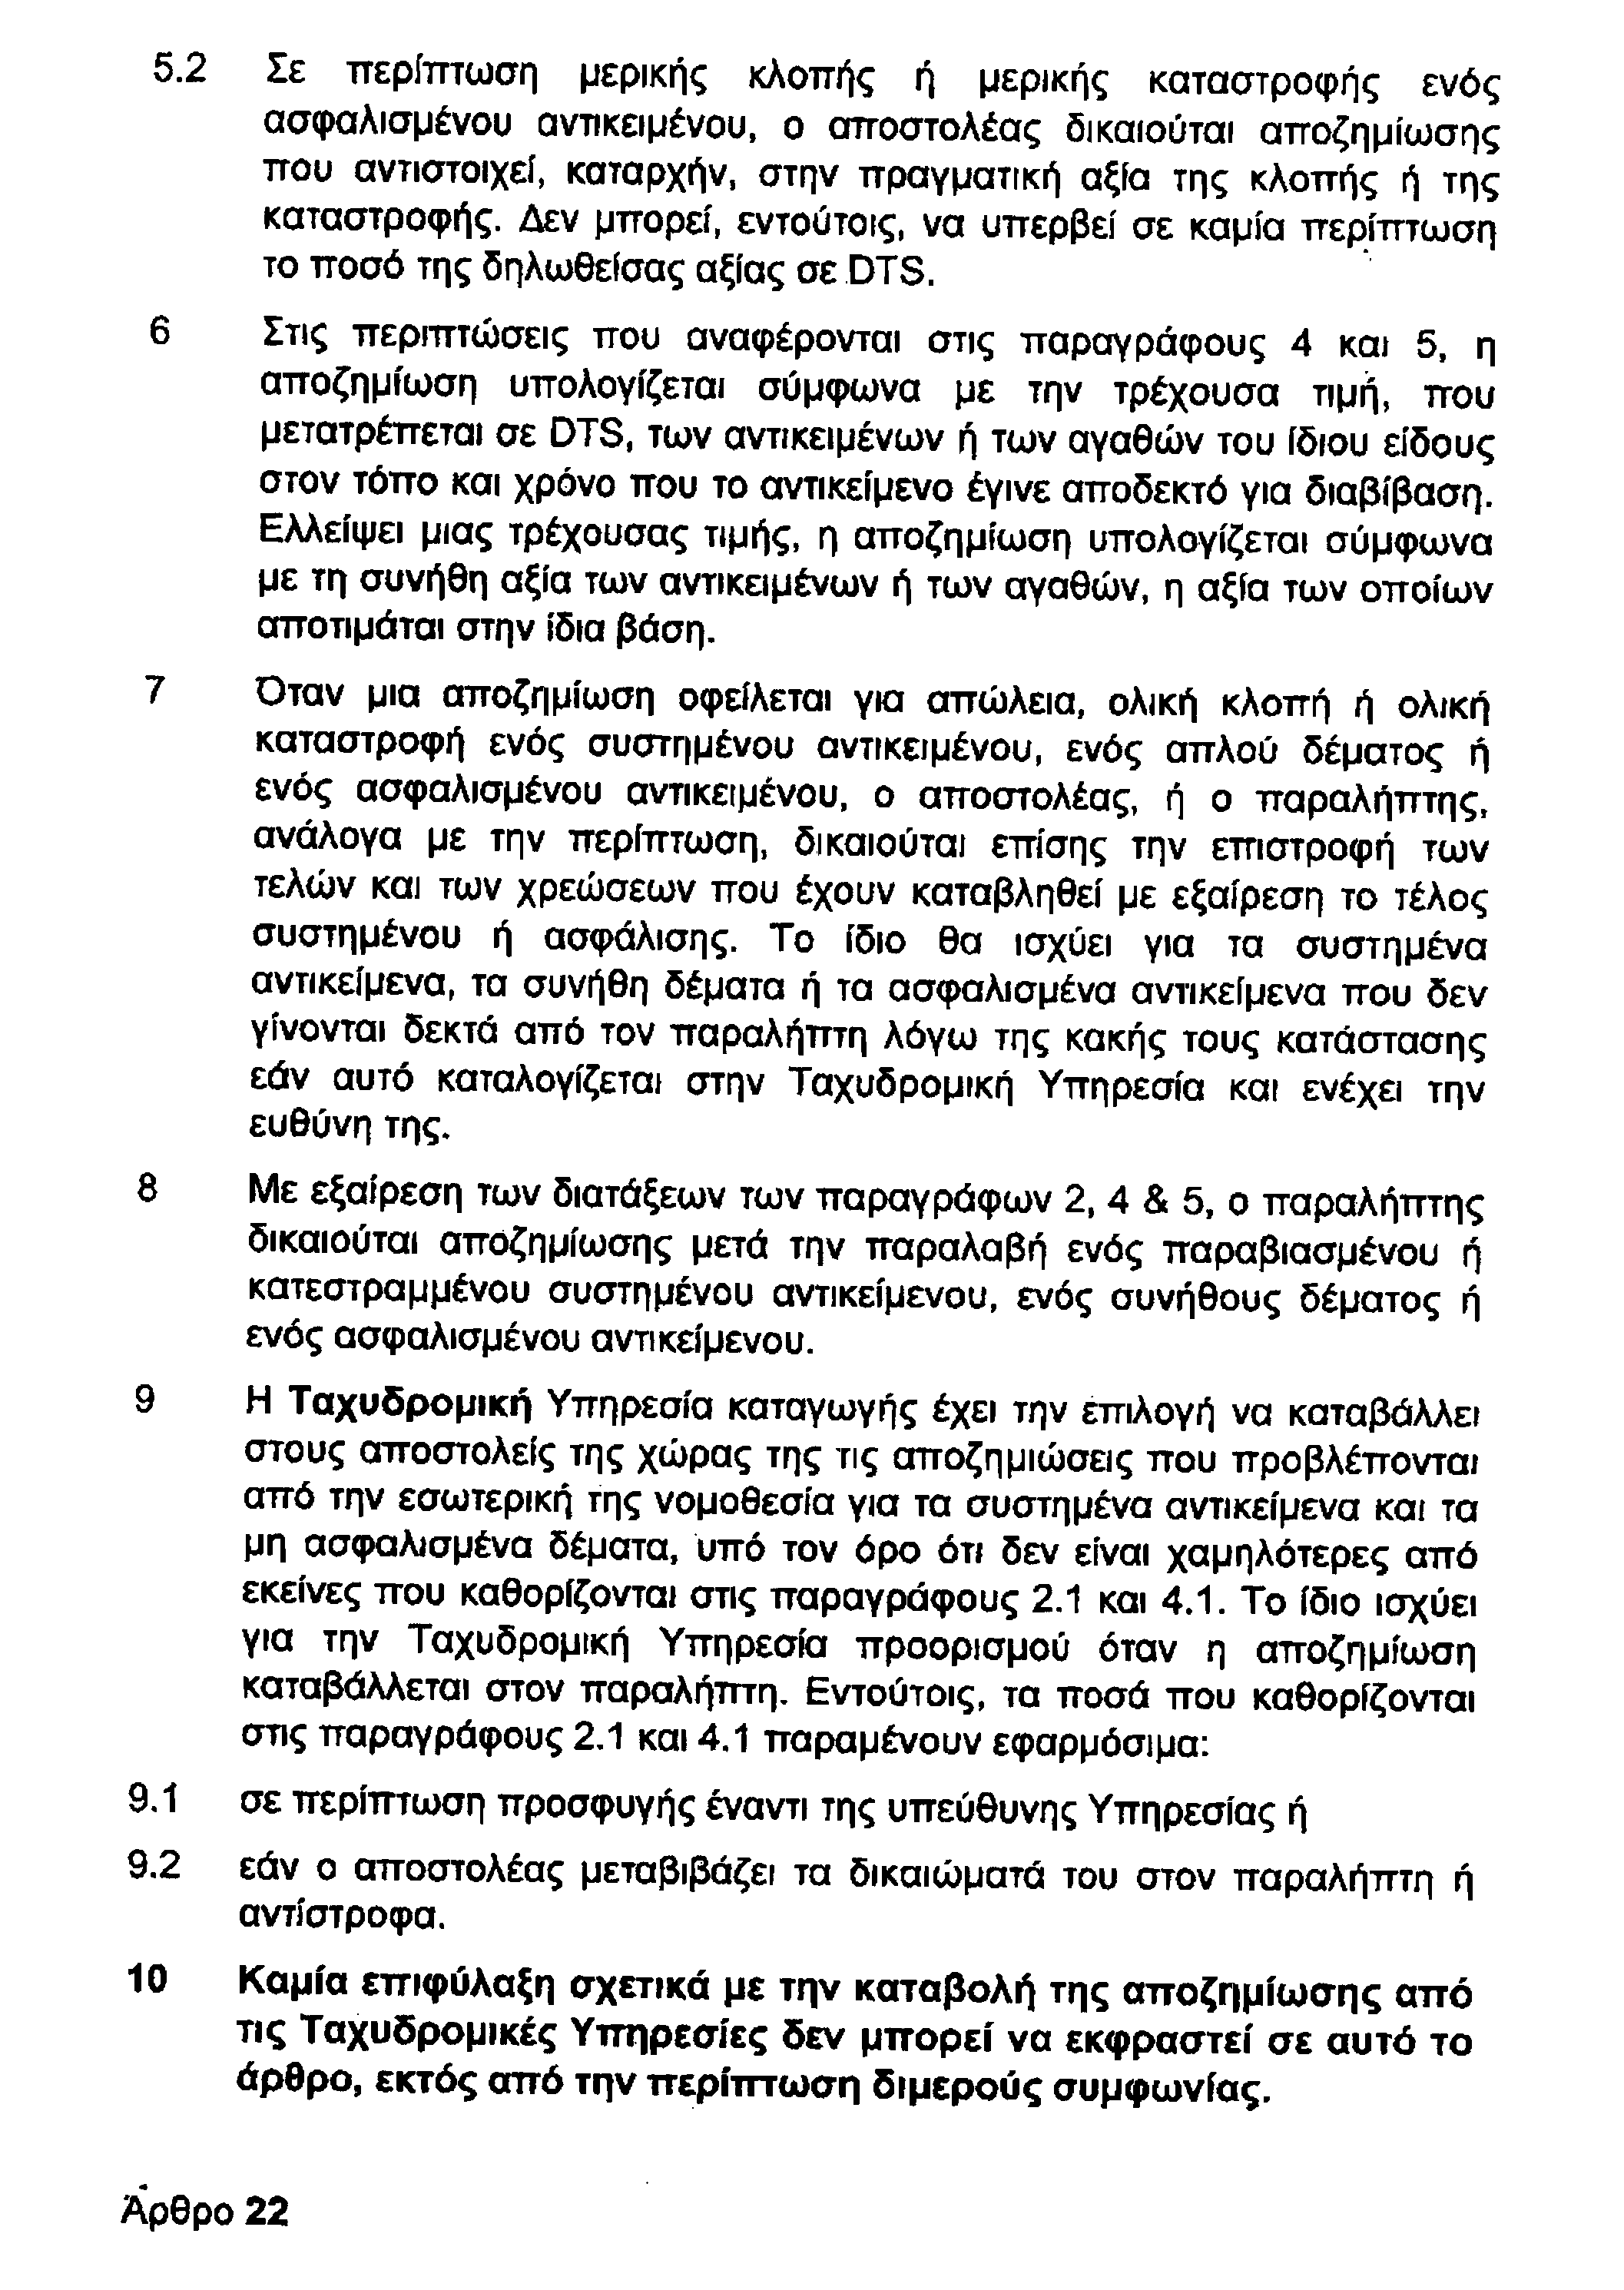 5.2 Σε περίπτωση μερικής κλοπής ή μερικής καταστροφής ενός
ασφαλισμένου αντικειμένου, ο αποστολέας δικαιούται αποζημίωσης
που αντιστοιχεί, καταρχήν, στην πραγματική αξία της κλοπής ή της
καταστροφής. Δεν μπορεί, εντούτοις, να υπερβεί σε καμία περίπτωση
το ποσό της δηλωθείσας αξίας σε DTS.
6 Στις περιπτώσεις που αναφέρονται στις παραγράφους 4 και 5, η
αποζημίωση υπολογίζεται σύμφωνα με την τρέχουσα τιμή, που
μετατρέπεται σε DTS, των αντικειμένων ή των αγαθών του ίδιου είδους
στον τόπο και χρόνο που το αντικείμενο έγινε αποδεκτό για διαβίβαση.
Ελλείψει μιας τρέχουσας τιμής, η αποζημίωση υπολογίζεται σύμφωνα
με τη συνήθη αξία των αντικειμένων ή των αγαθών, η αξία των οποίων
αποτιμάται στην ίδια βάση.
7 Όταν μια αποζημίωση οφείλεται για απώλεια, ολική κλοπή ή ολική
καταστροφή ενός συστημένου αντικειμένου, ενός απλού δέματος ή
ενός ασφαλισμένου αντικειμένου, ο αποστολέας, ή ο παραλήπτης,
ανάλογα με την περίπτωση, δικαιούται επίσης την επιστροφή των
τελών και των χρεώσεων που έχουν καταβληθεί με εξαίρεση το τέλος
συστημένου ή ασφάλισης. Το ίδιο θα ισχύει για τα συστημένα
αντικείμενα, τα συνήθη δέματα ή τα ασφαλισμένα αντικείμενα που δεν
γίνονται δεκτά από τον παραλήπτη λόγω της κακής τους κατάστασης
εάν αυτό καταλογίζεται στην Ταχυδρομική Υπηρεσία και ενέχει την
ευθύνη της.
8 Με εξαίρεση των διατάξεων των παραγράφων 2, 4 & 5, ο παραλήπτης
δικαιούται αποζημίωσης μετά την παραλαβή ενός παραβιασμένου ή
κατεστραμμένου συστημένου αντικείμενου, ενός συνήθους δέματος ή
ενός ασφαλισμένου αντικείμενου.
9 Η Ταχυδρομική Υπηρεσία καταγωγής έχει την επιλογή να καταβάλλει
στους αποστολείς της χώρας της τις αποζημιώσεις που προβλέπονται
από την εσωτερική της νομοθεσία για τα συστημένα αντικείμενα και τα
μη ασφαλισμένα δέματα, υπό τον όρο ότι δεν είναι χαμηλότερες από
εκείνες που καθορίζονται στις παραγράφους 2.1 και 4.1. Το ίδιο ισχύει
για την Ταχυδρομική Υπηρεσία προορισμού όταν η αποζημίωση
καταβάλλεται στον παραλήπτη. Εντούτοις, τα ποσά που καθορίζονται
στις παραγράφους 2.1 και 4.1 παραμένουν εφαρμόσιμα:
9.1 σε περίπτωση προσφυγής έναντι της υπεύθυνης Υπηρεσίας ή
9.2 εάν ο αποστολέας μεταβιβάζει τα δικαιώματά του στον παραλήπτη ή
αντίστροφα.
10 Καμία επιφύλαξη σχετικά με την καταβολή της αποζημίωσης από
τις Ταχυδρομικές Υπηρεσίες δεν μπορεί να εκφραστεί σε αυτό το
άρθρο, εκτός από την περίπτωση διμερούς συμφωνίας.
Άρθρο 22